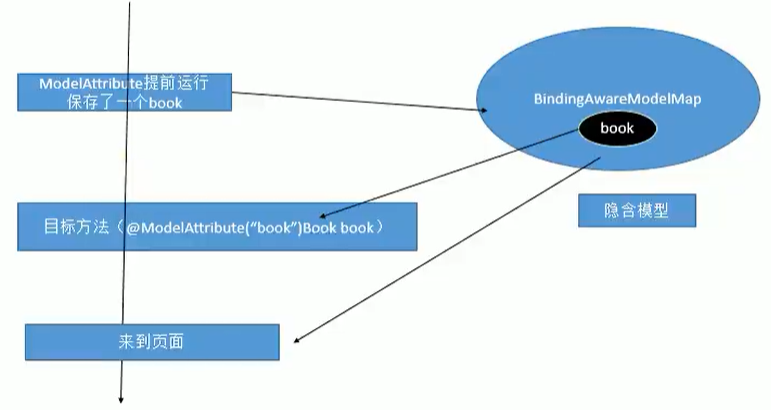 ModelAttribute提前运行
保存了一个book
BindingAwareModelMap
book
目标方法（@ModelAttribute(“book”)Book book）
隐含模型
来到页面